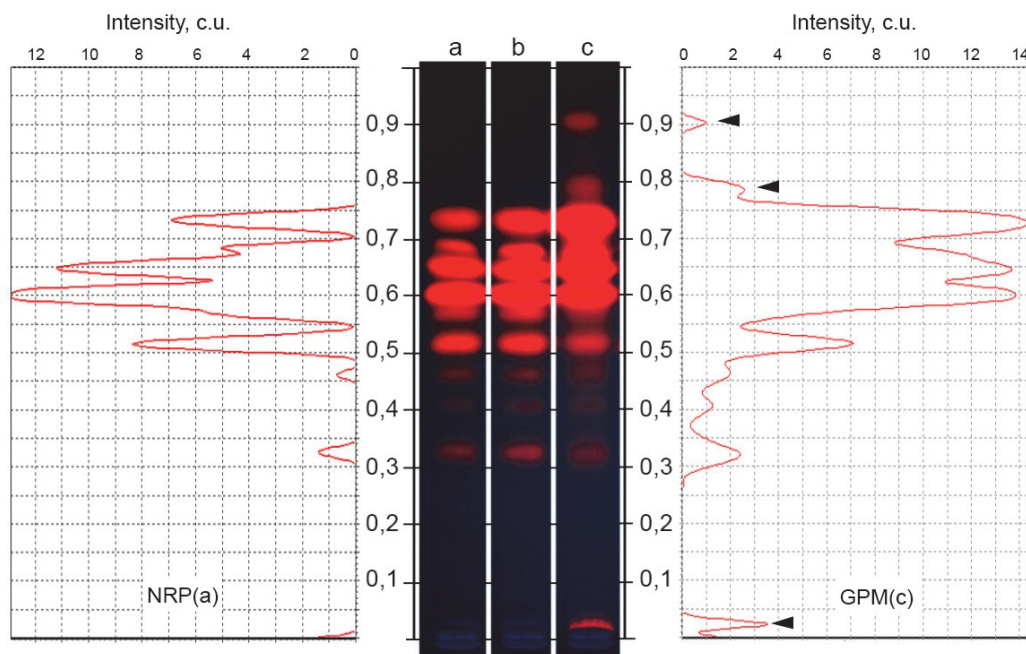 Intensity, c.u.
12 10 8 6 4 2 0
a b c
Intensity, c.u.
0 2 4 6 8 10 12 14
0,9 0,9
0,8 0,8
0,7 0,7
0,6 0,6
0,5 0,5
0,4 0,4
0,3 0,3
0,2 0,2
0,1 0,1
NRP(a) GPM(c)